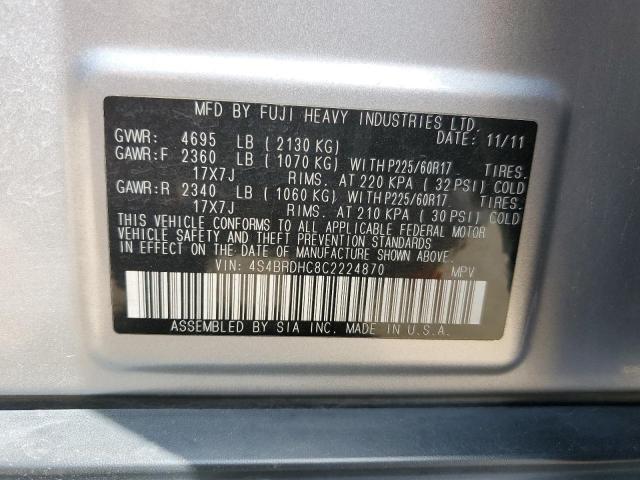 MFD BY FUJI HEAVY INDUSTRIES LTD.
GVWR: 4695 LB ( 2130 KG) DATE: 11/11
GAWR:F 2360 LB ( 1070 KG) WITH P225/60R17 TIRES.
17X7J RIMS. AT 220 KPA ( 32 PSI) COLD
GAWR:R 2340 LB ( 1060 KG) WITH P225/60R17 TIRES.
17X7J RIMS. AT 210 KPA ( 30 PSI) COLD
THIS VEHICLE CONFORMS TO ALL APPLICABLE FEDERAL MOTOR
VEHICLE SAFETY AND THEFT PREVENTION STANDARDS
IN EFFECT ON THE DATE OF MANUFACTURE SHOWN ABOVE.
VIN: 4S4BRDHC8C2224870 MPV
ASSEMBLED BY SIA INC. MADE IN U.S.A.